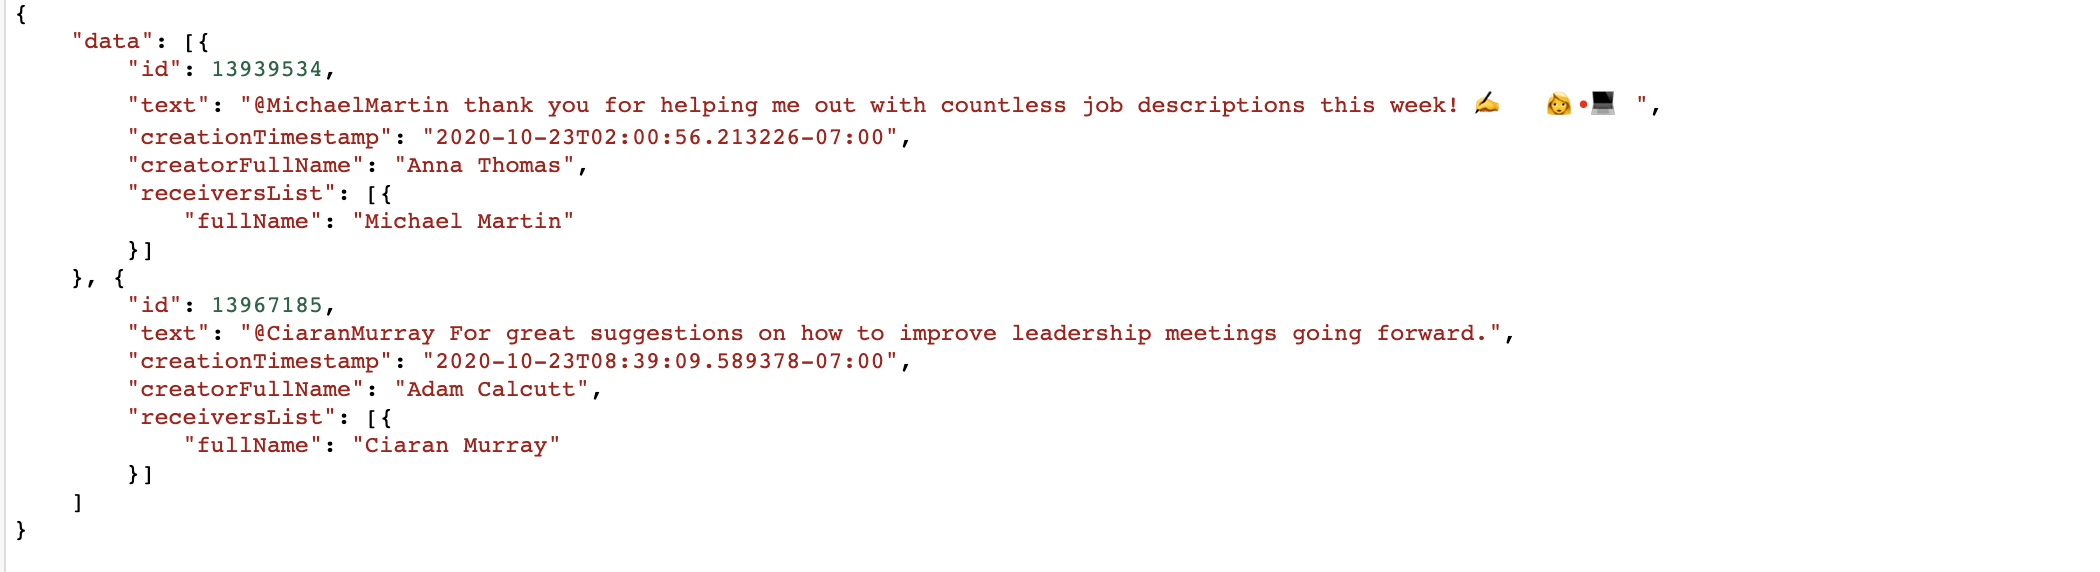 {
"data": [{
"id": 13939534,
"text": "@MichaelMartin thank you for helping me out with countless job descriptions this week! ✍️ 👩•💻 ",
"creationTimestamp": "2020-10-23T02:00:56.213226-07:00",
"creatorFullName": "Anna Thomas",
"receiversList": [{
"fullName": "Michael Martin"
}]
}, {
"id": 13967185,
"text": "@CiaranMurray For great suggestions on how to improve leadership meetings going forward.",
"creationTimestamp": "2020-10-23T08:39:09.589378-07:00",
"creatorFullName": "Adam Calcutt",
"receiversList": [{
"fullName": "Ciaran Murray"
}]
]
}